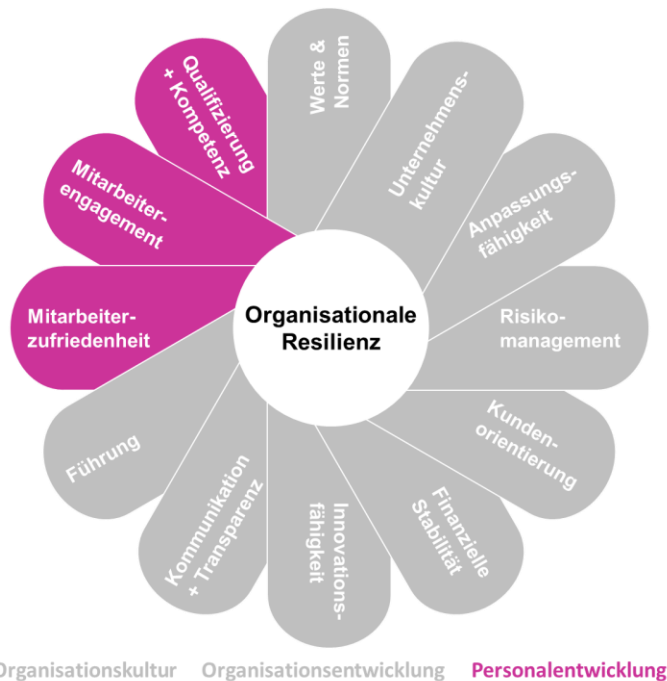 Werte &
Normen
Unternehmens-
kultur
Anpassungs-
fähigkeit
Risiko-
management
Kunden-
orientierung
Finanzielle
Stabilität
Innovations-
fähigkeit
Kommunikation
+ Transparenz
Führung
Mitarbeiter-
zufriedenheit
Mitarbeiter-
engagement
Qualifizierung
+ Kompetenz
Organisationale
Resilienz
Organisationskultur Organisationsentwicklung Personalentwicklung